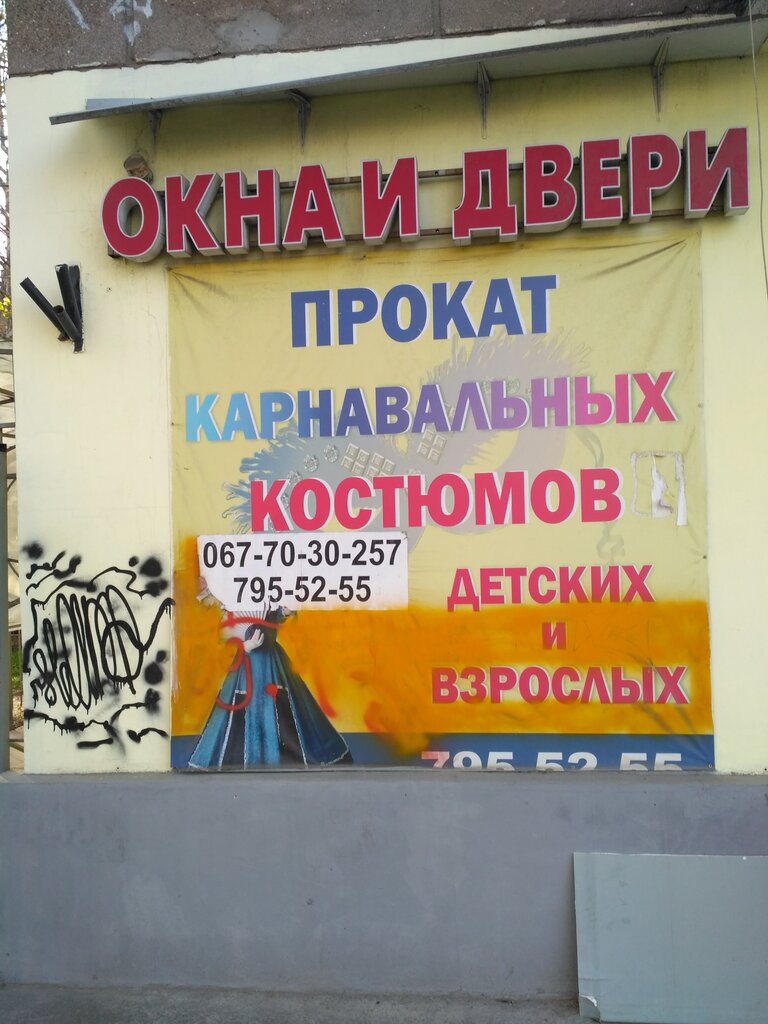 ОКНА И ДВЕРИ
ПРОКАТ
КАРНАВАЛЬНЫХ
КОСТЮМОВ
067-70-30-257
795-52-55
ДЕТСКИХ
И
ВЗРОСЛЫХ
795 52 55